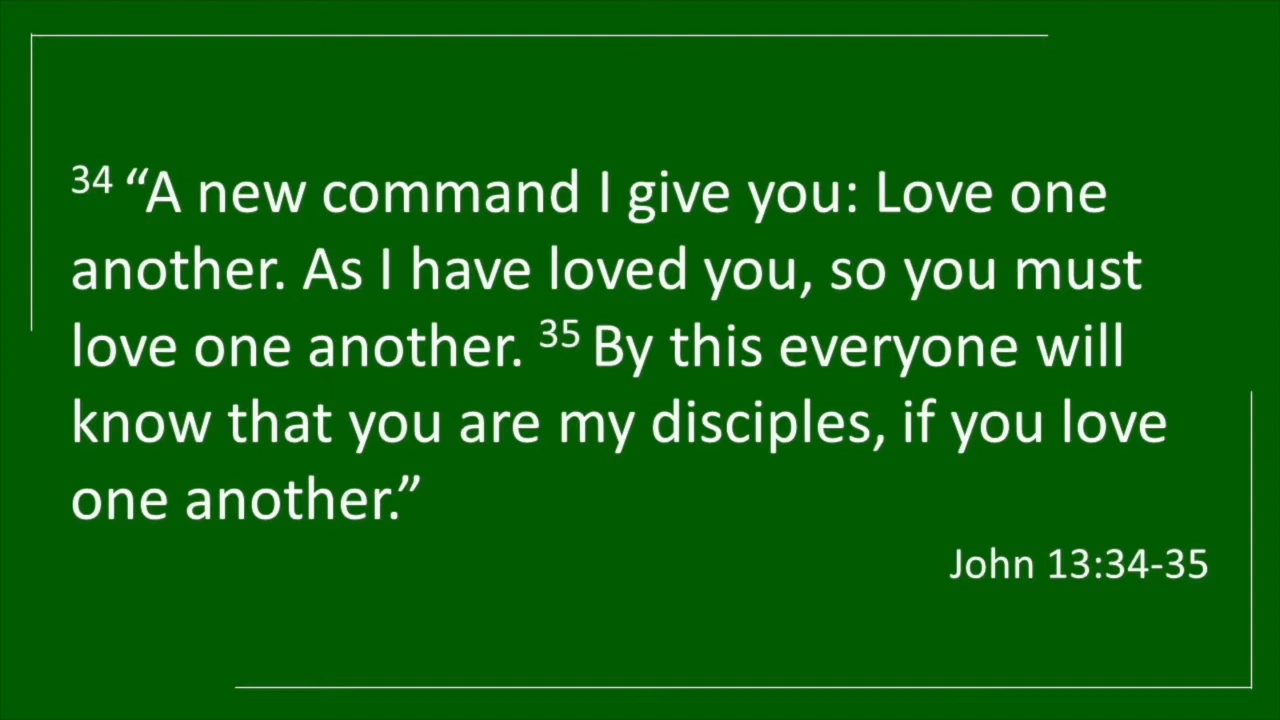 34 “A new command I give you: Love one
another. As I have loved you, so you must
love one another. 35 By this everyone will
know that you are my disciples, if you love
one another.”
John 13:34-35